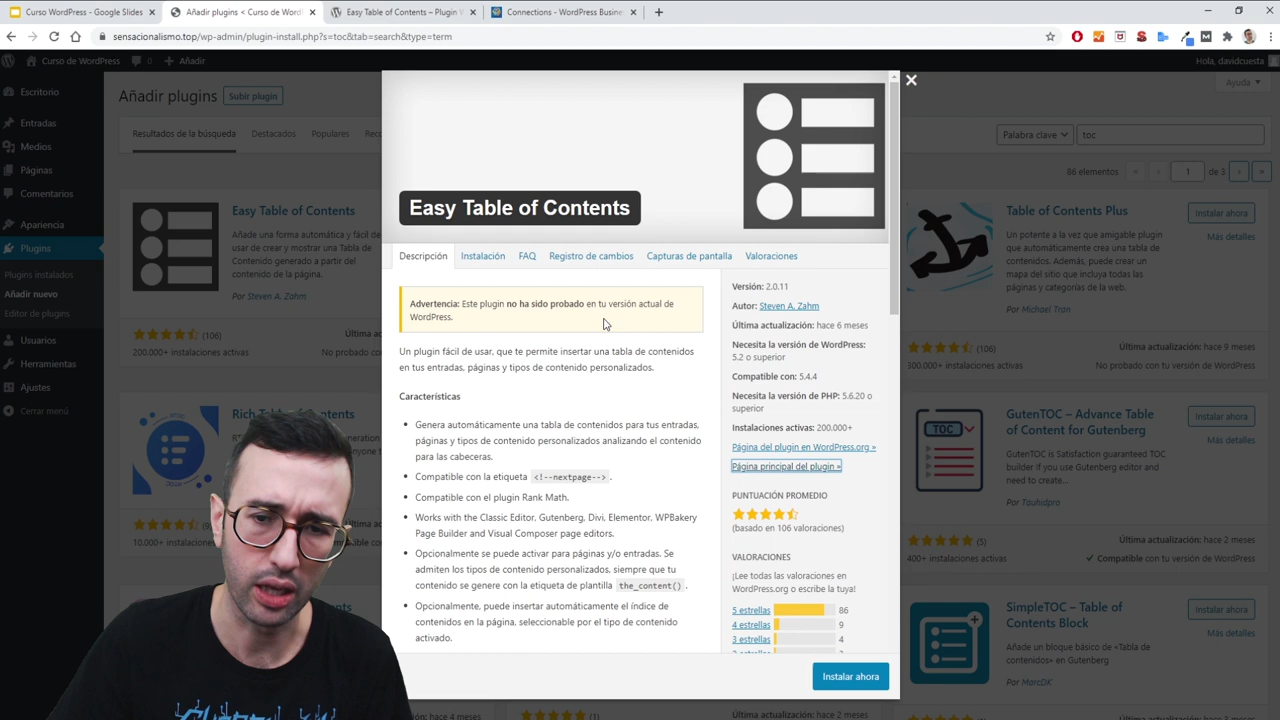 Curso WordPress - Google Slides
Añadir plugins < Curso de WordP
Easy Table of Contents – Plugin W
Connections - WordPress Busine
sensacionalismo.top/wp-admin/plugin-install.php?s=toc&tab=search&type=term
Curso de WordPress
0
Añadir
Hola, davidcuesta
Escritorio
Entradas
Medios
Páginas
Comentarios
Apariencia
Plugins
Plugins instalados
Añadir nuevo
Editor de plugins
Usuarios
Herramientas
Ajustes
Cerrar menú
Añadir plugins
Subir plugin
Ayuda
Resultados de la búsqueda
Destacados
Populares
Palabra clave
toc
86 elementos
«
‹
1
de 3
›
»
Easy Table of Contents
Añade una forma automática y fácil de
usar de crear y mostrar una Tabla de
Contenido generado a partir del
contenido de la página.
Por Steven A. Zahm
(106)
200.000+ instalaciones activas
10.000+ instalaciones activas
Easy Table of Contents
Descripción
Instalación
FAQ
Registro de cambios
Capturas de pantalla
Valoraciones
Advertencia: Este plugin no ha sido probado en tu versión actual de
WordPress.
Un plugin fácil de usar, que te permite insertar una tabla de contenidos
en tus entradas, páginas y tipos de contenido personalizados.
Características
Genera automáticamente una tabla de contenidos para tus entradas,
páginas y tipos de contenido personalizados analizando el contenido
para las cabeceras.
Compatible con la etiqueta <!--nextpage-->.
Compatible con el plugin Rank Math.
Works with the Classic Editor, Gutenberg, Divi, Elementor, WPBakery
Page Builder and Visual Composer page editors.
Opcionalmente se puede activar para páginas y/o entradas. Se
admiten los tipos de contenido personalizados, siempre que tu
contenido se genere con la etiqueta de plantilla the_content().
Opcionalmente, puede insertar automáticamente el índice de
contenidos en la página, seleccionable por el tipo de contenido
activado.
Versión: 2.0.11
Autor: Steven A. Zahm
Última actualización: hace 6 meses
Necesita la versión de WordPress:
5.2 o superior
Compatible con: 5.4.4
Necesita la versión de PHP: 5.6.20 o
superior
Instalaciones activas: 200.000+
Página del plugin en WordPress.org »
Página principal del plugin »
PUNTUACIÓN PROMEDIO
(basado en 106 valoraciones)
VALORACIONES
¡Lee todas las valoraciones en
WordPress.org o escribe la tuya!
5 estrellas 86
4 estrellas 9
3 estrellas 4
Instalar ahora
Table of Contents Plus
Un potente a la vez que amigable plugin
que automáticamente crea una tabla de
contenidos. Además, puede crear un
mapa del sitio que incluya todas las
páginas y categorías de la web.
Por Michael Tran
Instalar ahora
Más detalles
(106)
Última actualización: hace 9 meses
300.000+ instalaciones activas
No probado con tu versión de WordPress
TOC
GutenTOC – Advance Table
of Content for Gutenberg
GutenTOC is Satisfaction guaranteed TOC
builder If you use Gutenberg editor and
need to create...
Por Tauhidpro
Instalar ahora
Más detalles
(5)
Última actualización: hace 2 meses
400+ instalaciones activas
Compatible con tu versión de WordPress
SimpleTOC – Table of
Contents Block
Añade un bloque básico de «Tabla de
contenidos» en Gutenberg
Por MarcDK
Instalar ahora
Más detalles